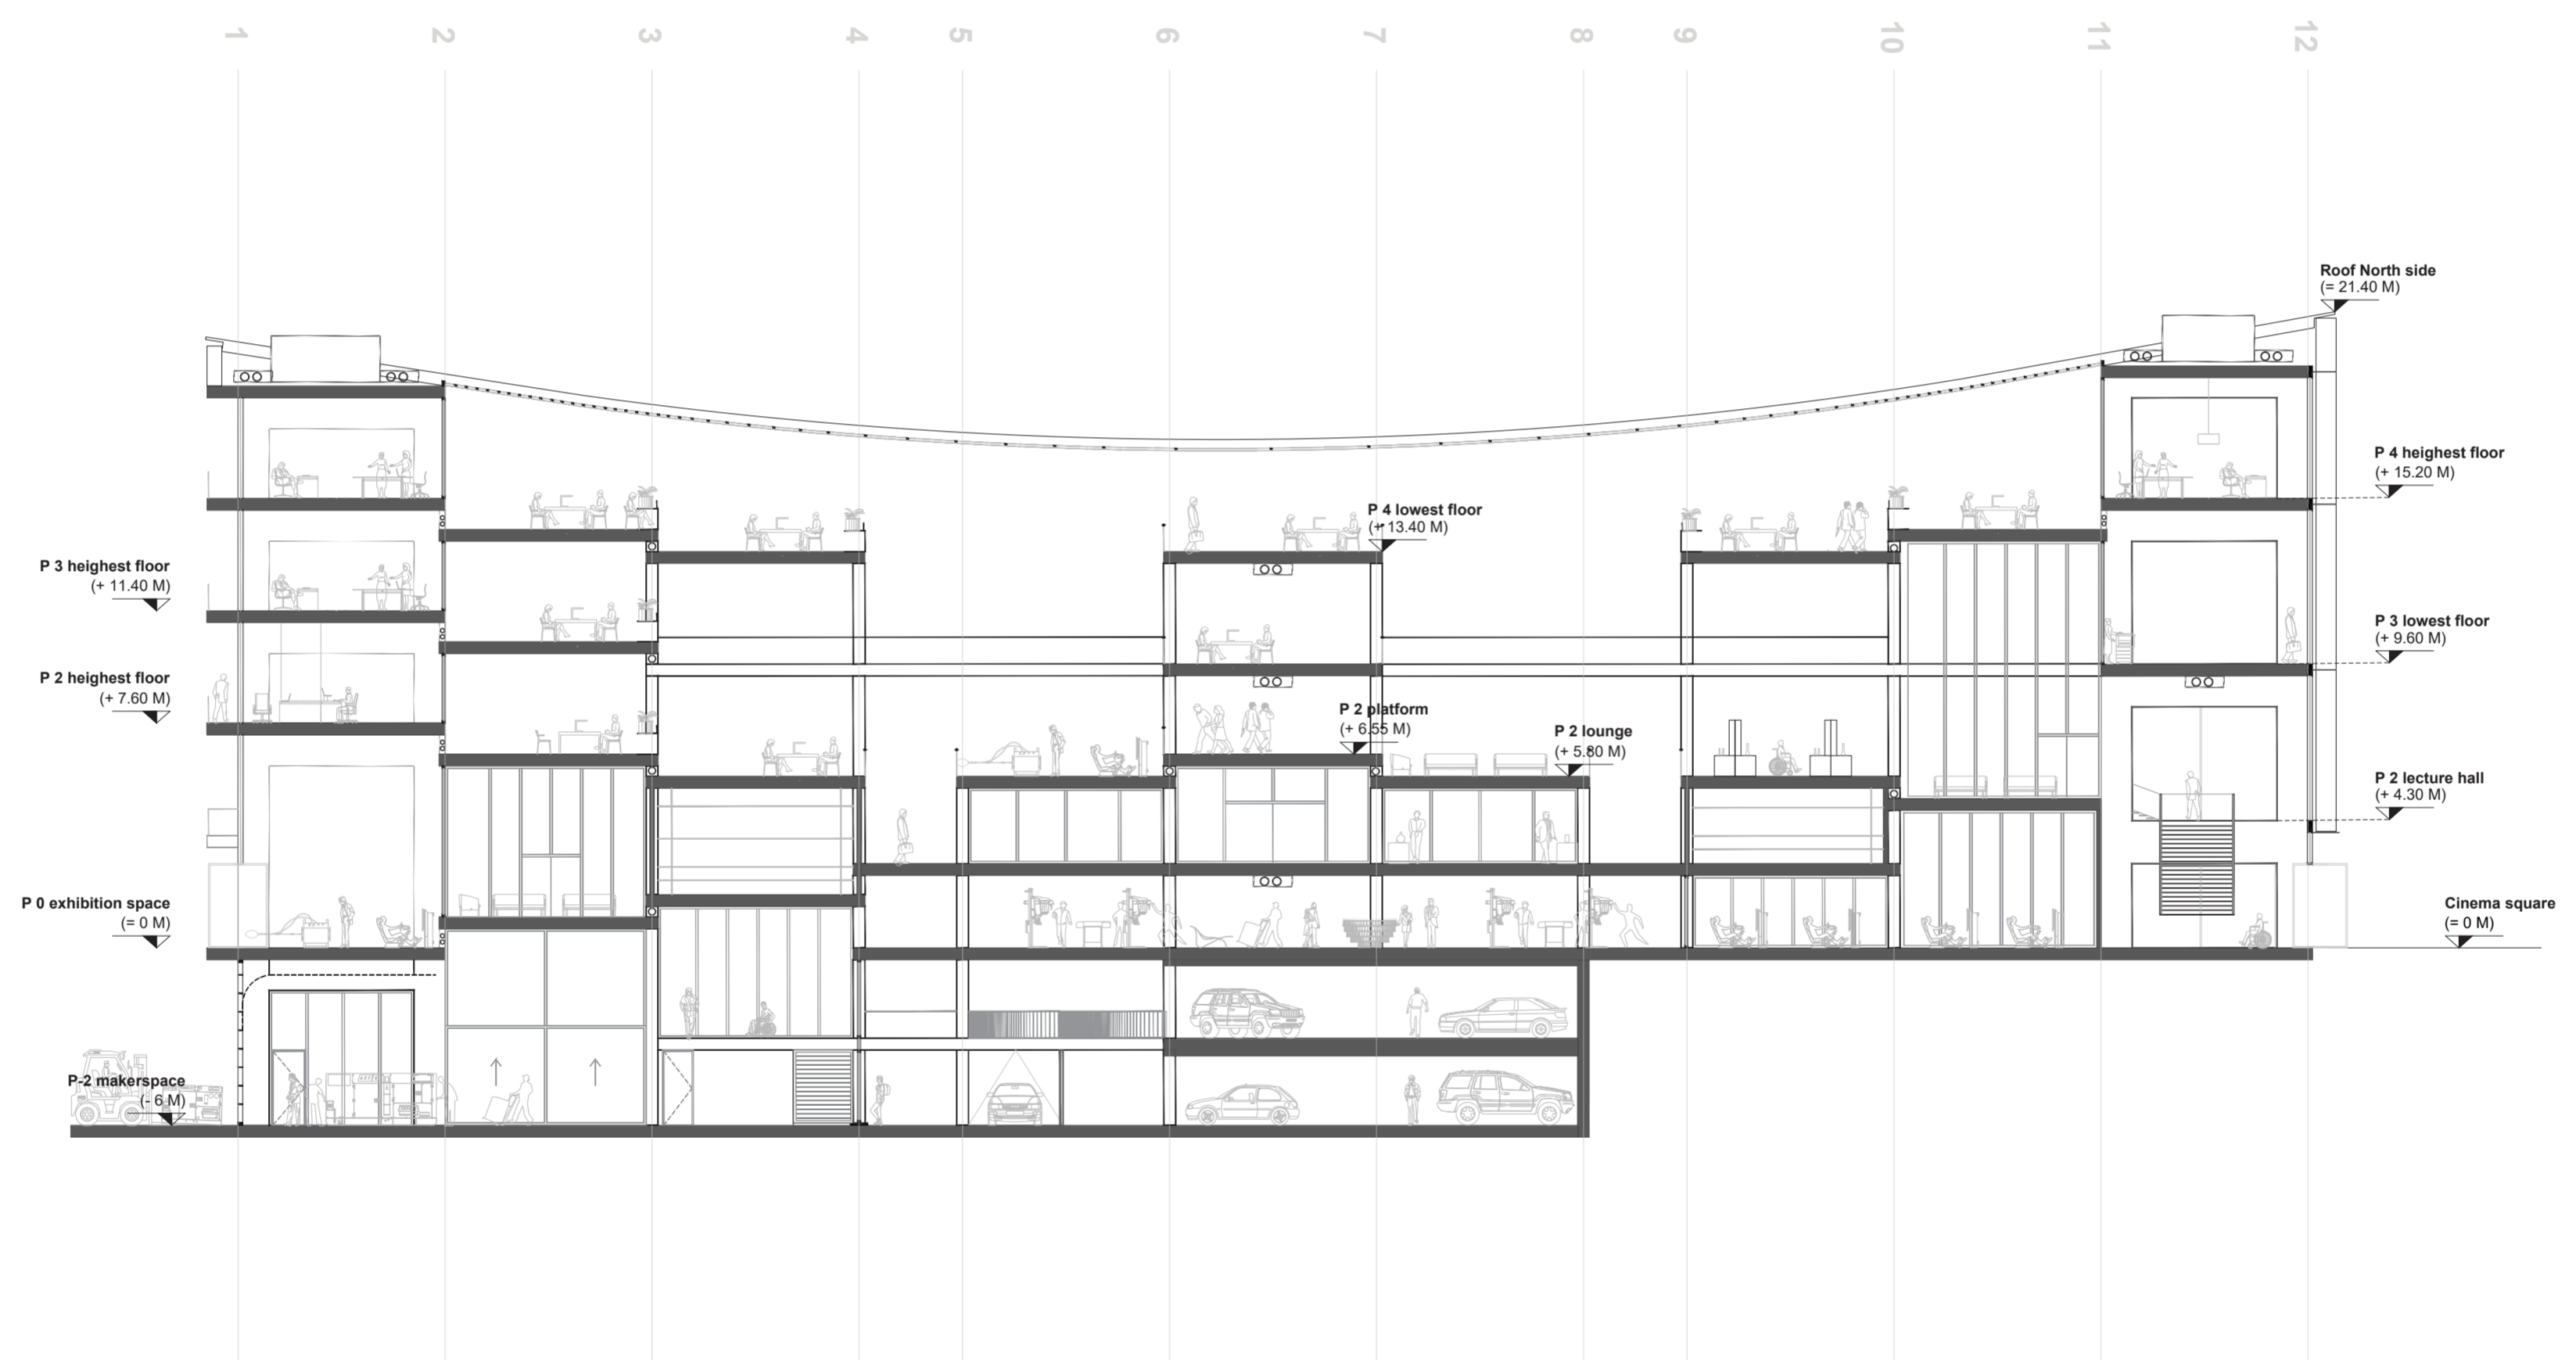 1 2 3 4 5 6 7 8 9 10 11 12
Roof North side
(= 21.40 M)
P 4 heighest floor
(+ 15.20 M)
P 4 lowest floor
(+ 13.40 M)
P 3 heighest floor
(+ 11.40 M)
P 3 lowest floor
(+ 9.60 M)
P 2 heighest floor
(+ 7.60 M)
P 2 platform
(+ 6.55 M)
P 2 lounge
(+ 5.80 M)
P 2 lecture hall
(+ 4.30 M)
P 0 exhibition space
(= 0 M)
Cinema square
(= 0 M)
P-2 makerspace
(- 6 M)